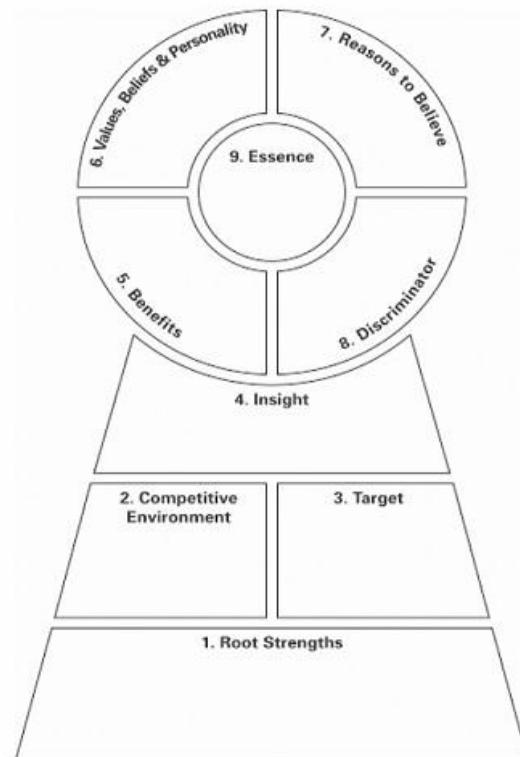 6. Values, Beliefs & Personality
7. Reasons to Believe
9. Essence
5. Benefits
8. Discriminator
4. Insight
2. Competitive
Environment
3. Target
1. Root Strengths